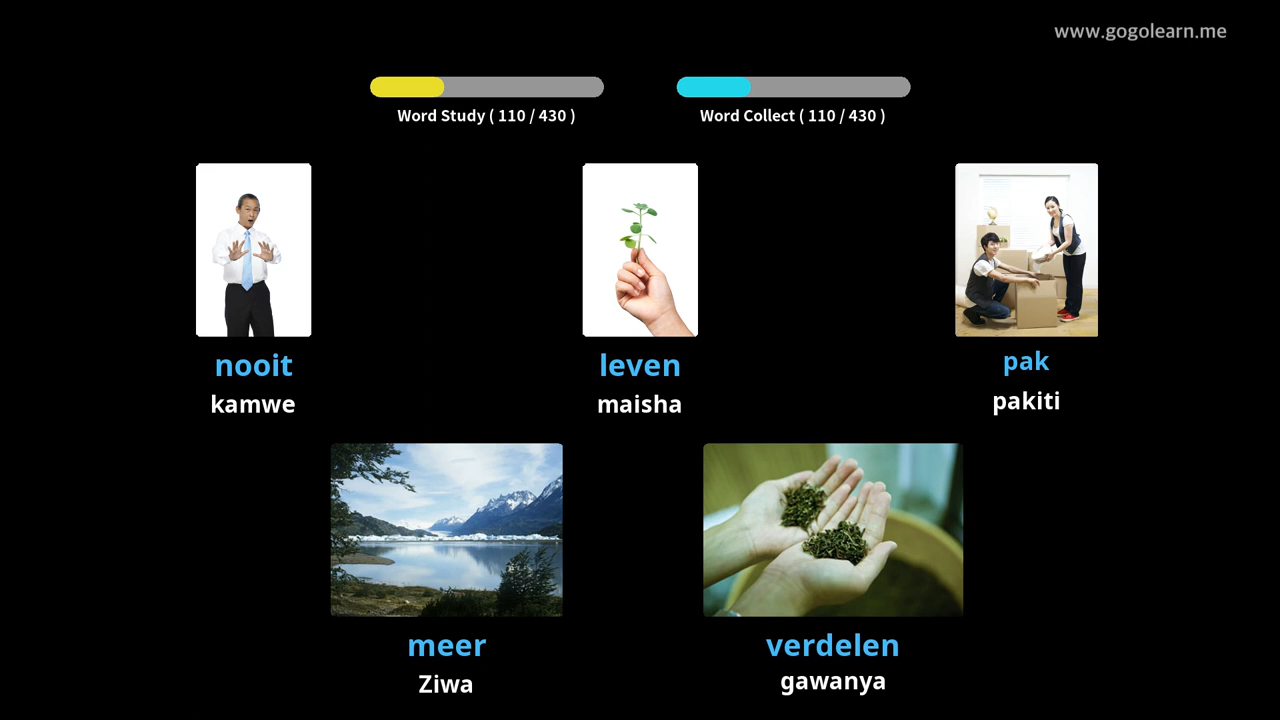 www.gogolearn.me
Word Study ( 110 / 430 )
Word Collect ( 110 / 430 )
nooit
kamwe
leven
maisha
pak
pakiti
meer
Ziwa
verdelen
gawanya